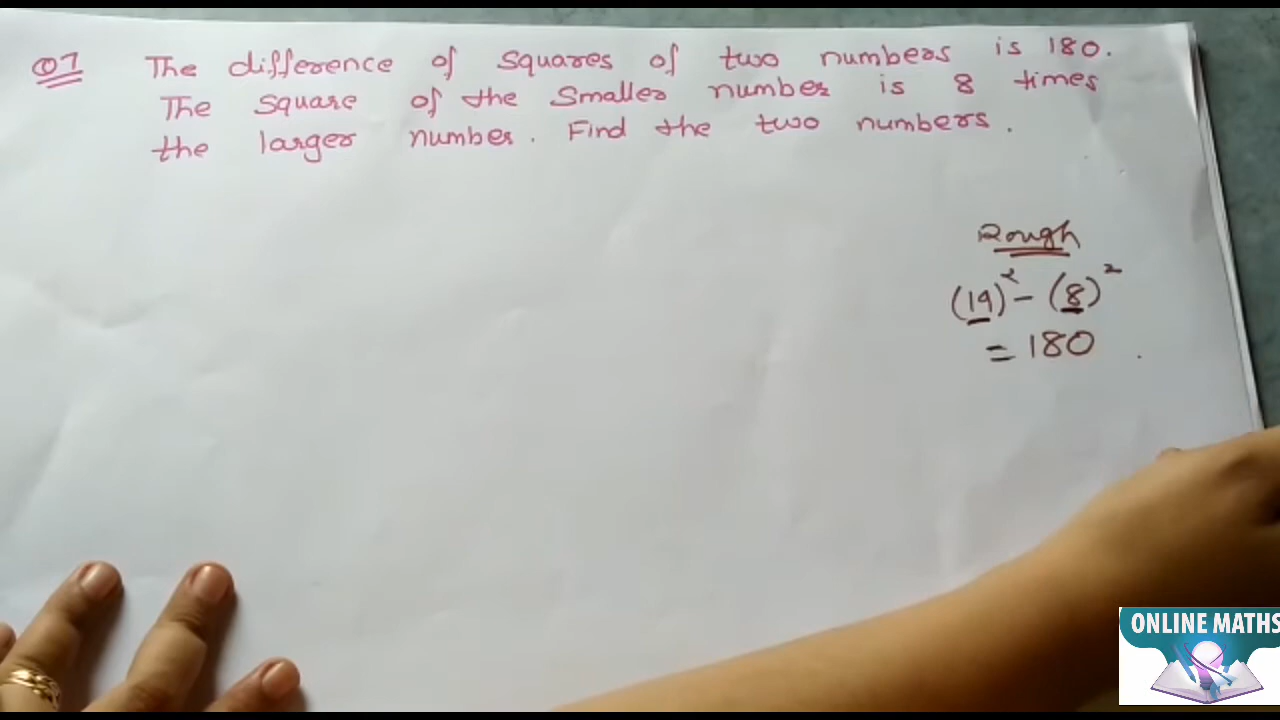 Q7 The difference of squares of two numbers is 180.
The square of the smaller number is 8 times
the larger number. Find the two numbers.
Rough
(19)² - (8)²
= 180
ONLINE MATHS